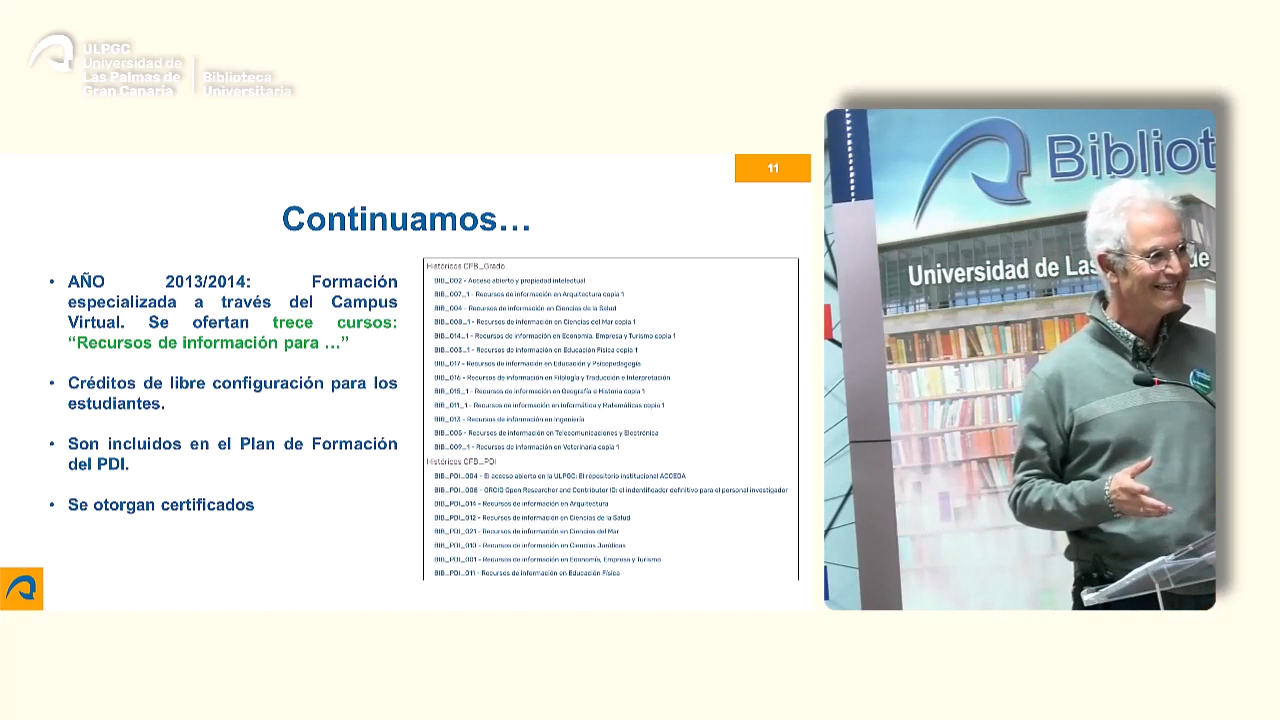 ULPGC
Universidad de
Las Palmas de
Gran Canaria
Biblioteca
Universitaria
11
Continuamos…
• AÑO 2013/2014: Formación
especializada a través del Campus
Virtual. Se ofertan trece cursos:
“Recursos de información para …”
• Créditos de libre configuración para los
estudiantes.
• Son incluidos en el Plan de Formación
del PDI.
• Se otorgan certificados
Históricos CFB_Grado
BIB_002 - Acceso abierto y propiedad intelectual
BIB_007_1 - Recursos de información en Arquitectura copia 1
BIB_004 - Recursos de información en Ciencias de la Salud
BIB_008_1 - Recursos de información en Ciencias del Mar copia 1
BIB_014_1 - Recursos de información en Economía, Empresa y Turismo copia 1
BIB_003_1 - Recursos de información en Educación Física copia 1
BIB_017 - Recursos de información en Educación y Psicopedagogía
BIB_016 - Recursos de información en Filología y Traducción e Interpretación
BIB_015_1 - Recursos de información en Geografía e Historia copia 1
BIB_011_1 - Recursos de información en Informática y Matemáticas copia 1
BIB_013 - Recursos de información en Ingeniería
BIB_005 - Recursos de información en Telecomunicaciones y Electrónica
BIB_009_1 - Recursos de información en Veterinaria copia 1
Históricos CFB_PDI
BIB_PDI_004 - El acceso abierto en la ULPGC: El repositorio institucional ACCEDA
BIB_PDI_008 - ORCID Open Researcher and Contributor ID: el indentificador definitivo para el personal investigador
BIB_PDI_014 - Recursos de información en Arquitectura
BIB_PDI_012 - Recursos de información en Ciencias de la Salud
BIB_PDI_021 - Recursos de información en Ciencias del Mar
BIB_PDI_010 - Recursos de información en Ciencias Jurídicas
BIB_PDI_001 - Recursos de información en Economía, Empresa y Turismo
BIB_PDI_011 - Recursos de información en Educación Física
Bibliot
Universidad de Las de